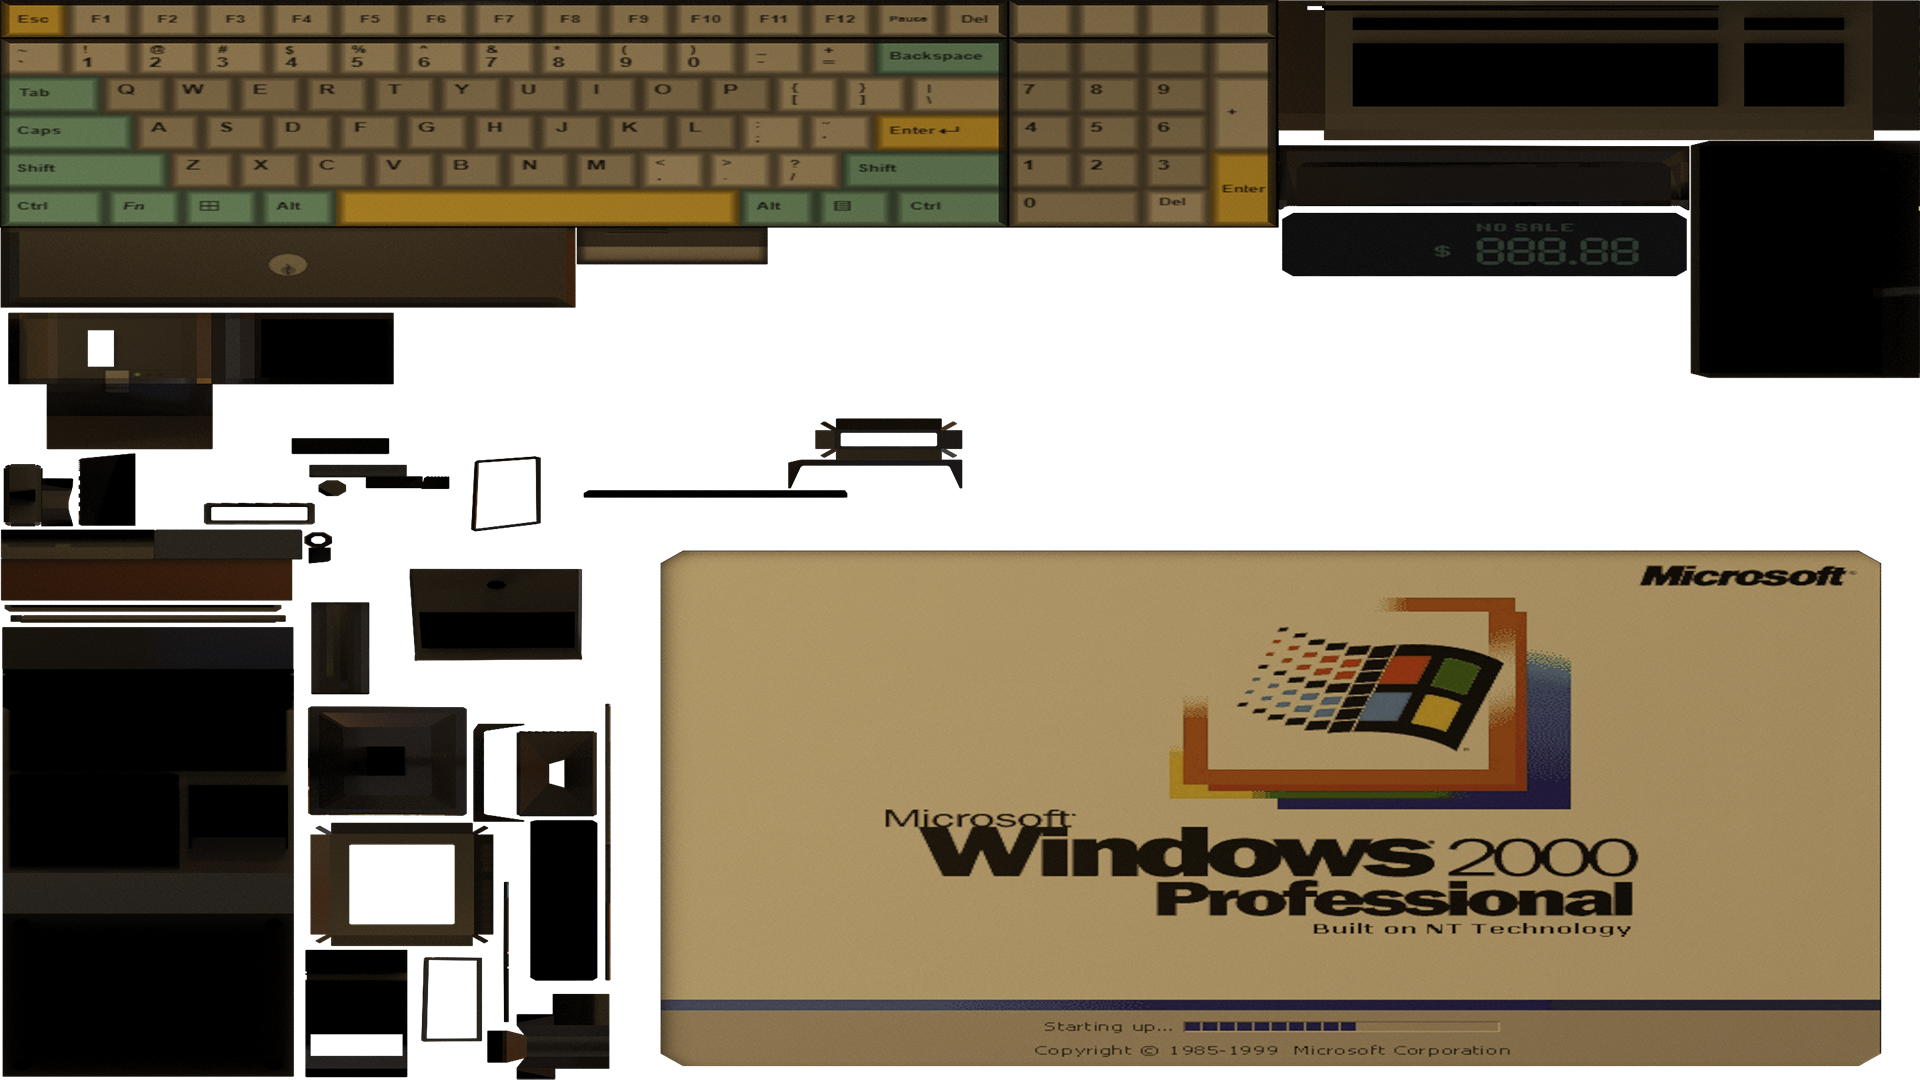 Esc F1 F2 F3 F4 F5 F6 F7 F8 F9 F10 F11 F12 Pause Del
~ ! @ # $ % ^ & * ( ) _ +
` 1 2 3 4 5 6 7 8 9 0 - = Backspace
Tab Q W E R T Y U I O P { [ } ] | \ 7 8 9
Caps A S D F G H J K L : ; Enter 4 5 6 +
Shift Z X C V B N M < , > . ? / Shift 1 2 3
Ctrl Fn Alt Alt Ctrl 0 Del Enter
NO SALE
$ 888.88
Microsoft
Microsoft
Windows 2000
Professional
Built on NT Technology
Starting up...
Copyright © 1985-1999 Microsoft Corporation